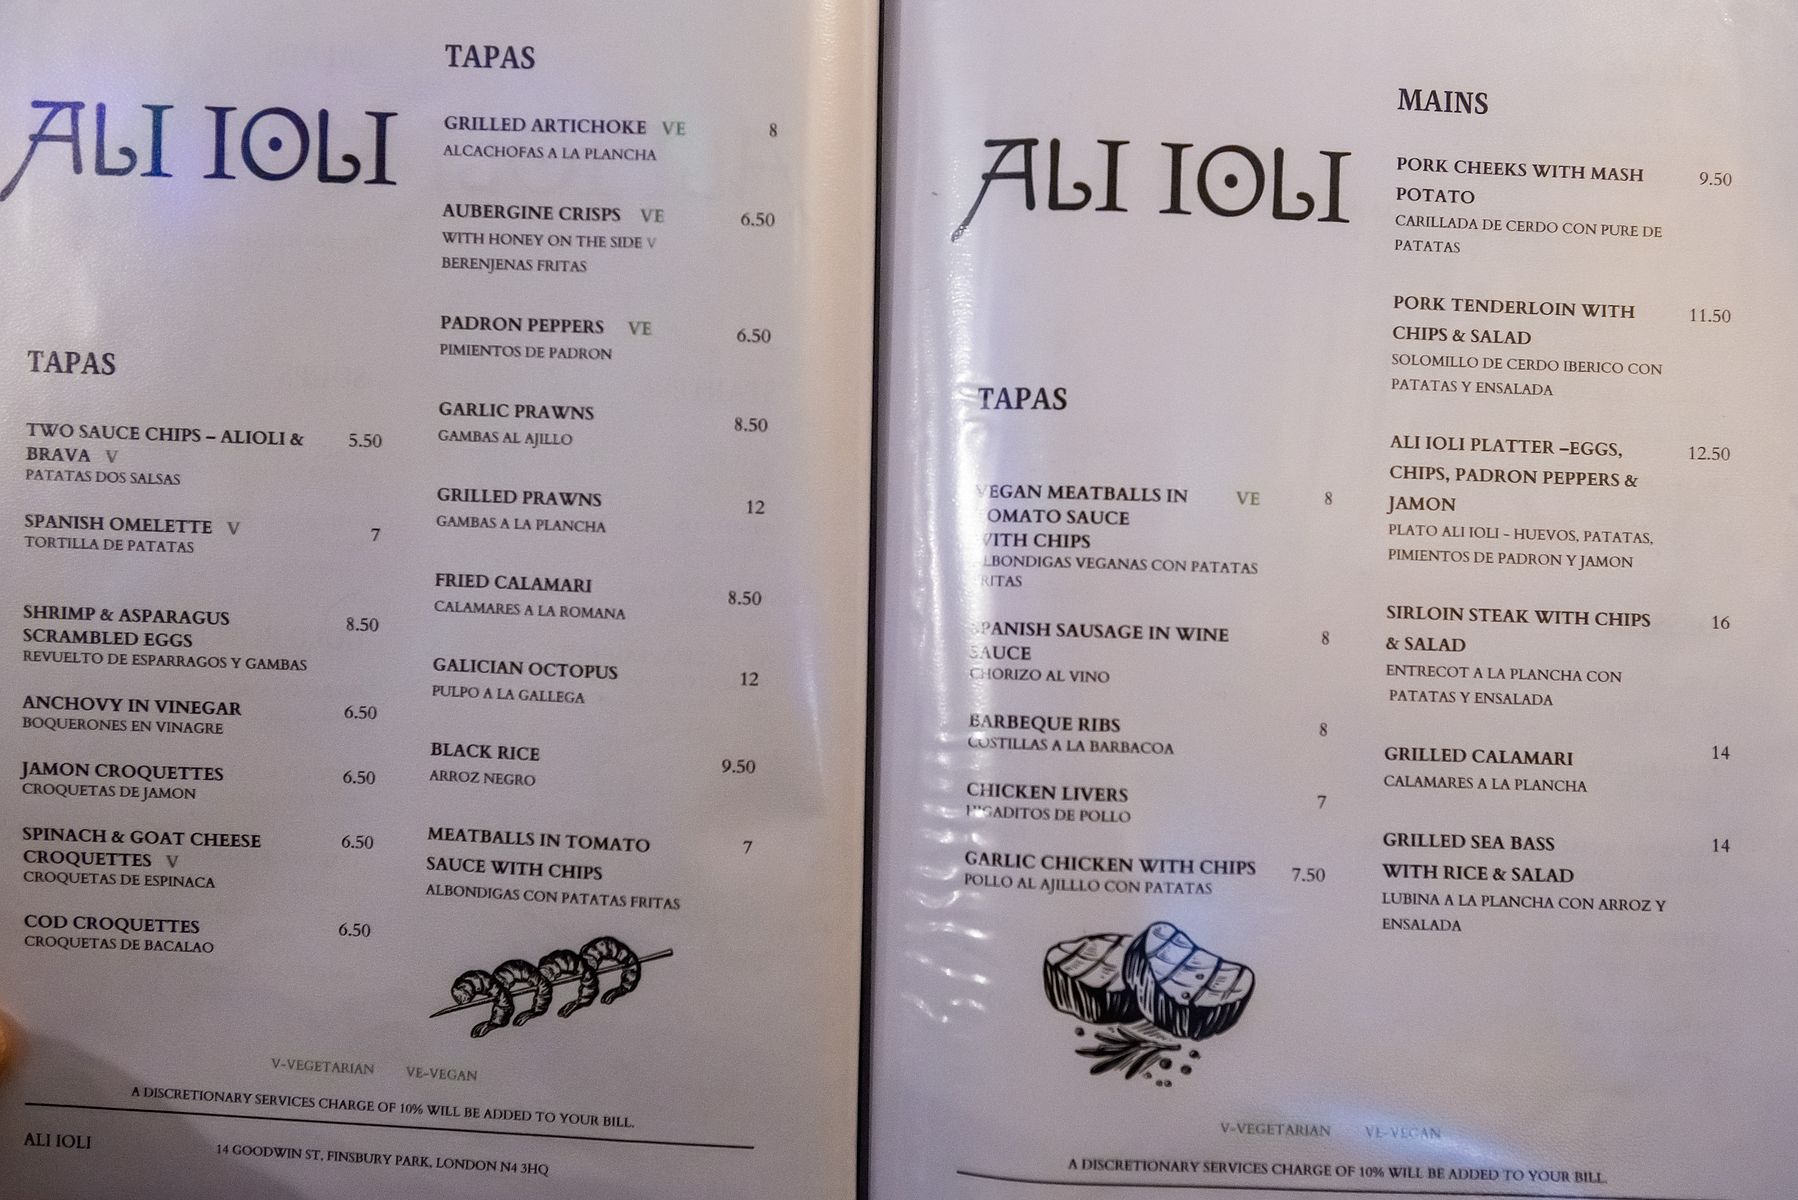 ALI IOLI
TAPAS
TWO SAUCE CHIPS – ALIOLI & 5.50
BRAVA V
PATATAS DOS SALSAS
SPANISH OMELETTE V 7
TORTILLA DE PATATAS
SHRIMP & ASPARAGUS 8.50
SCRAMBLED EGGS
REVUELTO DE ESPARRAGOS Y GAMBAS
ANCHOVY IN VINEGAR 6.50
BOQUERONES EN VINAGRE
JAMON CROQUETTES 6.50
CROQUETAS DE JAMON
SPINACH & GOAT CHEESE 6.50
CROQUETTES V
CROQUETAS DE ESPINACA
COD CROQUETTES 6.50
CROQUETAS DE BACALAO
TAPAS
GRILLED ARTICHOKE VE 8
ALCACHOFAS A LA PLANCHA
AUBERGINE CRISPS VE 6.50
WITH HONEY ON THE SIDE V
BERENJENAS FRITAS
PADRON PEPPERS VE 6.50
PIMIENTOS DE PADRON
GARLIC PRAWNS 8.50
GAMBAS AL AJILLO
GRILLED PRAWNS 12
GAMBAS A LA PLANCHA
FRIED CALAMARI 8.50
CALAMARES A LA ROMANA
GALICIAN OCTOPUS 12
PULPO A LA GALLEGA
BLACK RICE 9.50
ARROZ NEGRO
MEATBALLS IN TOMATO 7
SAUCE WITH CHIPS
ALBONDIGAS CON PATATAS FRITAS
V-VEGETARIAN VE-VEGAN
A DISCRETIONARY SERVICES CHARGE OF 10% WILL BE ADDED TO YOUR BILL.
ALI IOLI 14 GOODWIN ST, FINSBURY PARK, LONDON N4 3HQ
ALI IOLI
TAPAS
VEGAN MEATBALLS IN VE 8
TOMATO SAUCE
WITH CHIPS
ALBONDIGAS VEGANAS CON PATATAS
FRITAS
SPANISH SAUSAGE IN WINE 8
SAUCE
CHORIZO AL VINO
BARBEQUE RIBS 8
COSTILLAS A LA BARBACOA
CHICKEN LIVERS 7
HIGADITOS DE POLLO
GARLIC CHICKEN WITH CHIPS 7.50
POLLO AL AJILLLO CON PATATAS
MAINS
PORK CHEEKS WITH MASH 9.50
POTATO
CARILLADA DE CERDO CON PURE DE
PATATAS
PORK TENDERLOIN WITH 11.50
CHIPS & SALAD
SOLOMILLO DE CERDO IBERICO CON
PATATAS Y ENSALADA
ALI IOLI PLATTER –EGGS, 12.50
CHIPS, PADRON PEPPERS &
JAMON
PLATO ALI IOLI - HUEVOS, PATATAS,
PIMIENTOS DE PADRON Y JAMON
SIRLOIN STEAK WITH CHIPS 16
& SALAD
ENTRECOT A LA PLANCHA CON
PATATAS Y ENSALADA
GRILLED CALAMARI 14
CALAMARES A LA PLANCHA
GRILLED SEA BASS 14
WITH RICE & SALAD
LUBINA A LA PLANCHA CON ARROZ Y
ENSALADA
V-VEGETARIAN VE-VEGAN
A DISCRETIONARY SERVICES CHARGE OF 10% WILL BE ADDED TO YOUR BILL.